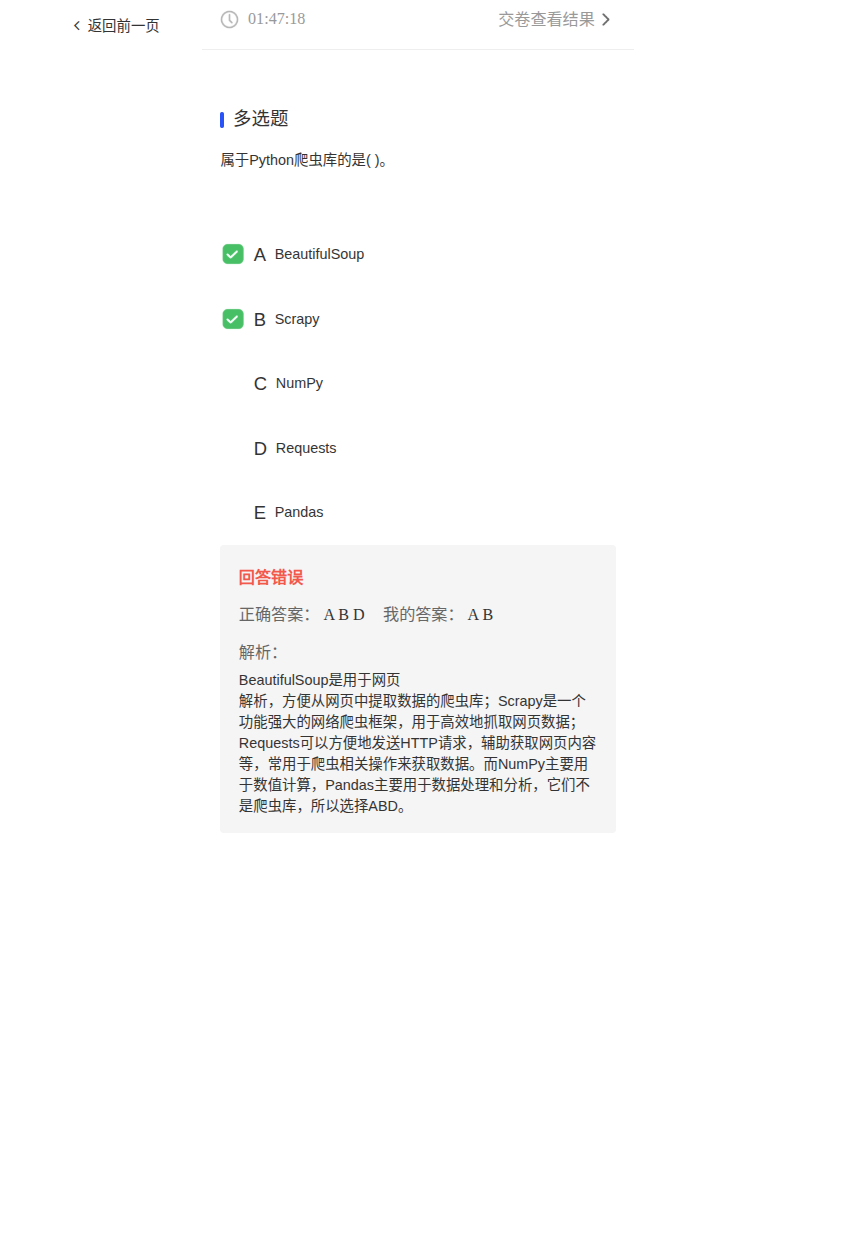 返回前一页
01:47:18
交卷查看结果
多选题
属于Python爬虫库的是( )。
A BeautifulSoup
B Scrapy
C NumPy
D Requests
E Pandas
回答错误
正确答案： A B D 我的答案： A B
解析：
BeautifulSoup是用于网页
解析，方便从网页中提取数据的爬虫库；Scrapy是一个
功能强大的网络爬虫框架，用于高效地抓取网页数据；
Requests可以方便地发送HTTP请求，辅助获取网页内容
等，常用于爬虫相关操作来获取数据。而NumPy主要用
于数值计算，Pandas主要用于数据处理和分析，它们不
是爬虫库，所以选择ABD。